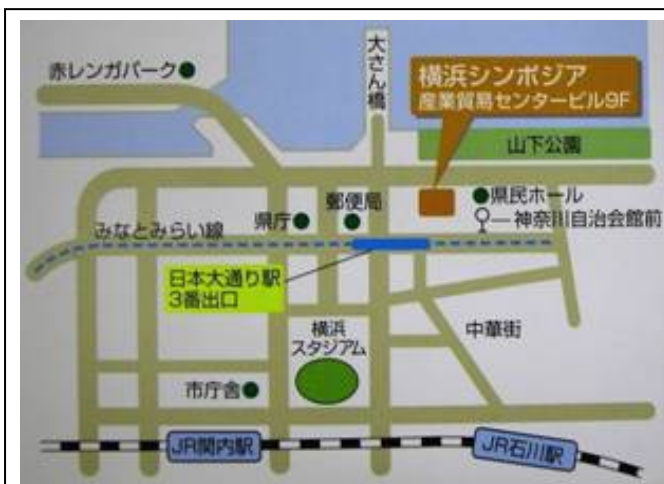 赤レンガパーク
大さん橋
横浜シンポジア
産業貿易センタービル9F
山下公園
県民ホール
神奈川自治会館前
県庁
郵便局
みなとみらい線
日本大通り駅
3番出口
横浜
スタジアム
中華街
市庁舎
JR関内駅
JR石川駅